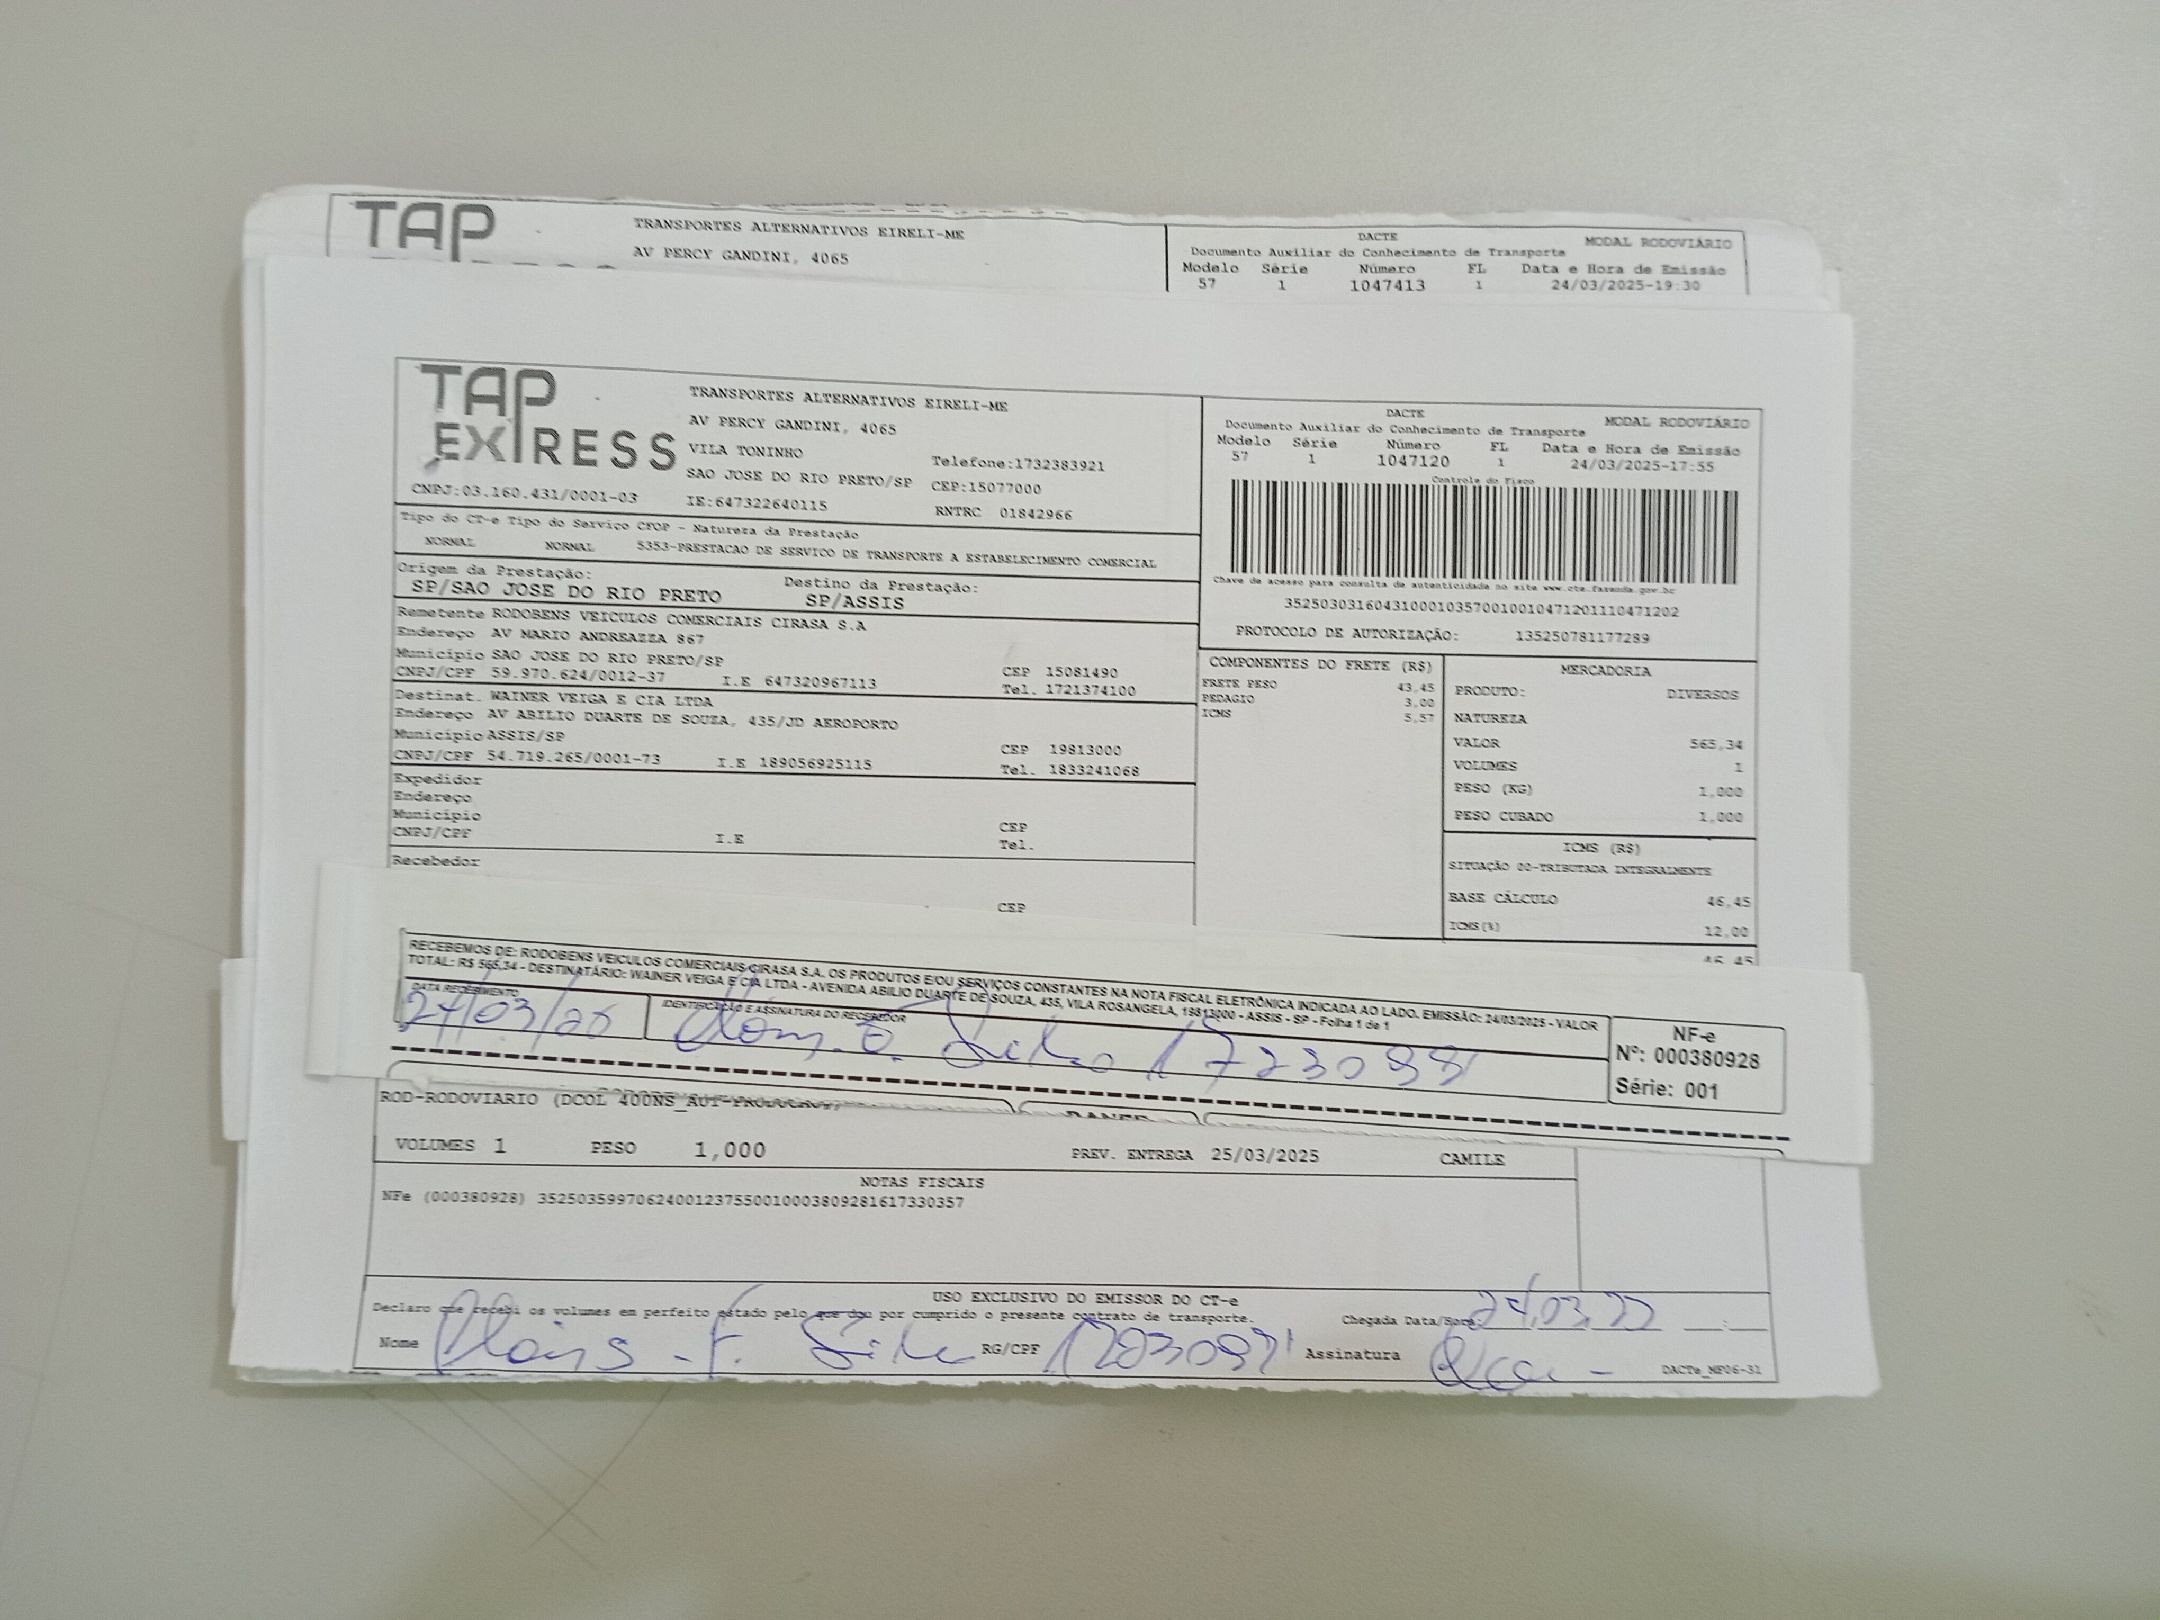 TAP
TRANSPORTES ALTERNATIVOS EIRELI-ME
AV PERCY GANDINI, 4065
DACTE
MODAL RODOVIÁRIO
Documento Auxiliar do Conhecimento de Transporte
Modelo Série Número FL Data e Hora de Emissão
57 1 1047413 1 24/03/2025-19:30
TAP
EXPRESS
TRANSPORTES ALTERNATIVOS EIRELI-ME
AV PERCY GANDINI, 4065
VILA TONINHO
Telefone:1732383921
SAO JOSE DO RIO PRETO/SP CEP:15077000
CNPJ:03.160.431/0001-03 IE:647322640115 RNTRC 01842966
DACTE
MODAL RODOVIÁRIO
Documento Auxiliar do Conhecimento de Transporte
Modelo Série Número FL Data e Hora de Emissão
57 1 1047120 1 24/03/2025-17:55
Controle do Fisco
Chave de acesso para consulta de autenticidade no site www.cte.fazenda.gov.br
35250303160431000103570010010471201110471202
PROTOCOLO DE AUTORIZAÇÃO: 135250781177289
Tipo do CT-e Tipo do Serviço CFOP - Natureza da Prestação
NORMAL NORMAL 5353-PRESTACAO DE SERVICO DE TRANSPORTE A ESTABELECIMENTO COMERCIAL
Origem da Prestação: Destino da Prestação:
SP/SAO JOSE DO RIO PRETO SP/ASSIS
Remetente RODOBENS VEICULOS COMERCIAIS CIRASA S.A
Endereço AV MARIO ANDREAZZA 867
Município SAO JOSE DO RIO PRETO/SP CEP 15081490
CNPJ/CPF 59.970.624/0012-37 I.E 647320967113 Tel. 1721374100
Destinat. WAINER VEIGA E CIA LTDA
Endereço AV ABILIO DUARTE DE SOUZA, 435/JD AEROPORTO
Município ASSIS/SP CEP 19813000
CNPJ/CPF 54.719.265/0001-73 I.E 189056925115 Tel. 1833241068
Expedidor
Endereço
Município CEP
CNPJ/CPF I.E Tel.
Recebedor
CEP
COMPONENTES DO FRETE (R$)
FRETE PESO 43,45
PEDAGIO 3,00
ICMS 5,57
MERCADORIA
PRODUTO: DIVERSOS
NATUREZA
VALOR 565,34
VOLUMES 1
PESO (KG) 1,000
PESO CUBADO 1,000
ICMS (R$)
SITUAÇÃO 00-TRIBUTADA INTEGRALMENTE
BASE CÁLCULO 46,45
ICMS(%) 12,00
46,45
RECEBEMOS DE: RODOBENS VEICULOS COMERCIAIS CIRASA S.A. OS PRODUTOS E/OU SERVIÇOS CONSTANTES NA NOTA FISCAL ELETRÔNICA INDICADA AO LADO. EMISSÃO: 24/03/2025 - VALOR
TOTAL: R$ 565,34 - DESTINATÁRIO: WAINER VEIGA E CIA LTDA - AVENIDA ABILIO DUARTE DE SOUZA, 435, VILA ROSANGELA, 19813000 - ASSIS - SP - Folha 1 de 1
DATA RECEBIMENTO IDENTIFICAÇÃO E ASSINATURA DO RECEBEDOR
NF-e
Nº: 000380928
Série: 001
ROD-RODOVIARIO
VOLUMES 1 PESO 1,000 PREV. ENTREGA 25/03/2025 CAMILE
NOTAS FISCAIS
NFe (000380928) 35250359970624001237550010003809281617330357
USO EXCLUSIVO DO EMISSOR DO CT-e
Declaro que recebi os volumes em perfeito estado pelo que dou por cumprido o presente contrato de transporte.
Chegada Data/Hora:
Nome RG/CPF Assinatura
DACTe_MF06-31